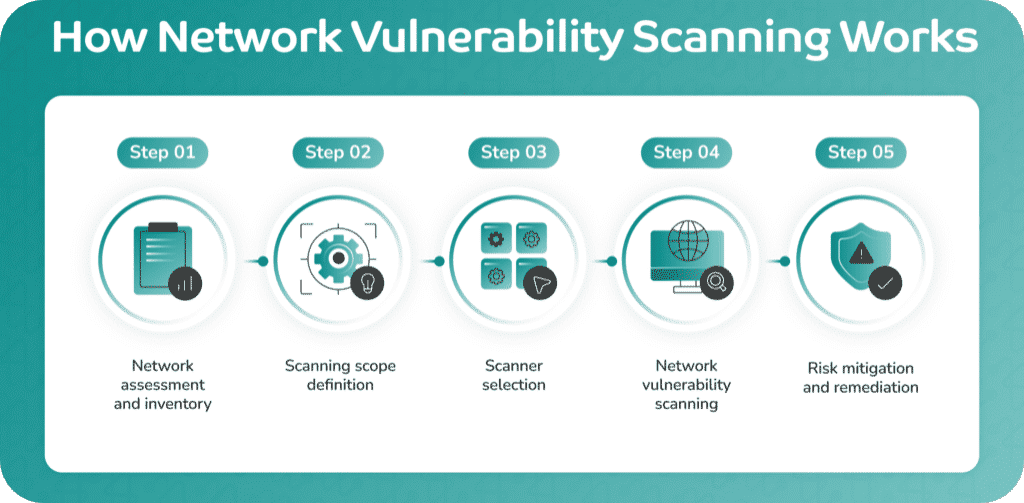 How Network Vulnerability Scanning Works
Step 01
Step 02
Step 03
Step 04
Step 05
Network
assessment
and inventory
Scanning scope
definition
Scanner
selection
Network
vulnerability
scanning
Risk mitigation
and remediation